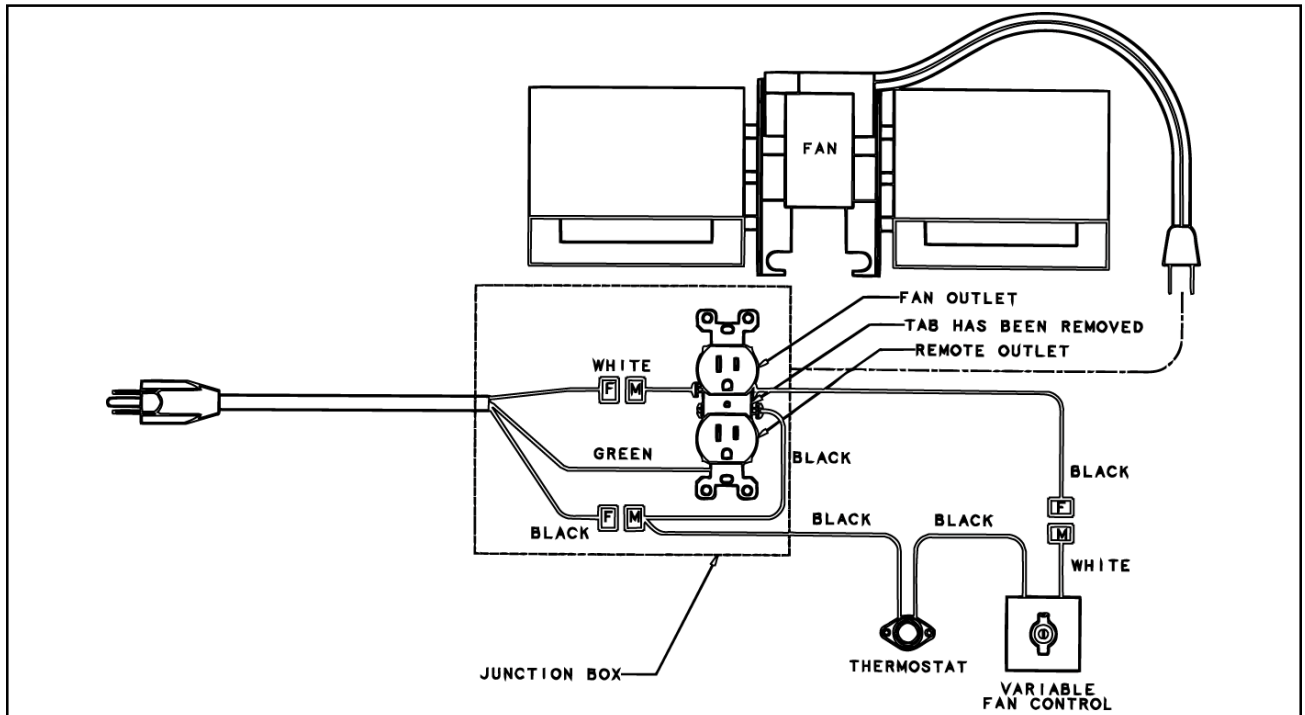 FAN
FAN OUTLET
TAB HAS BEEN REMOVED
REMOTE OUTLET
WHITE
F M
GREEN
BLACK
BLACK
F
F M
BLACK
BLACK
BLACK
M
WHITE
THERMOSTAT
JUNCTION BOX
VARIABLE
FAN CONTROL